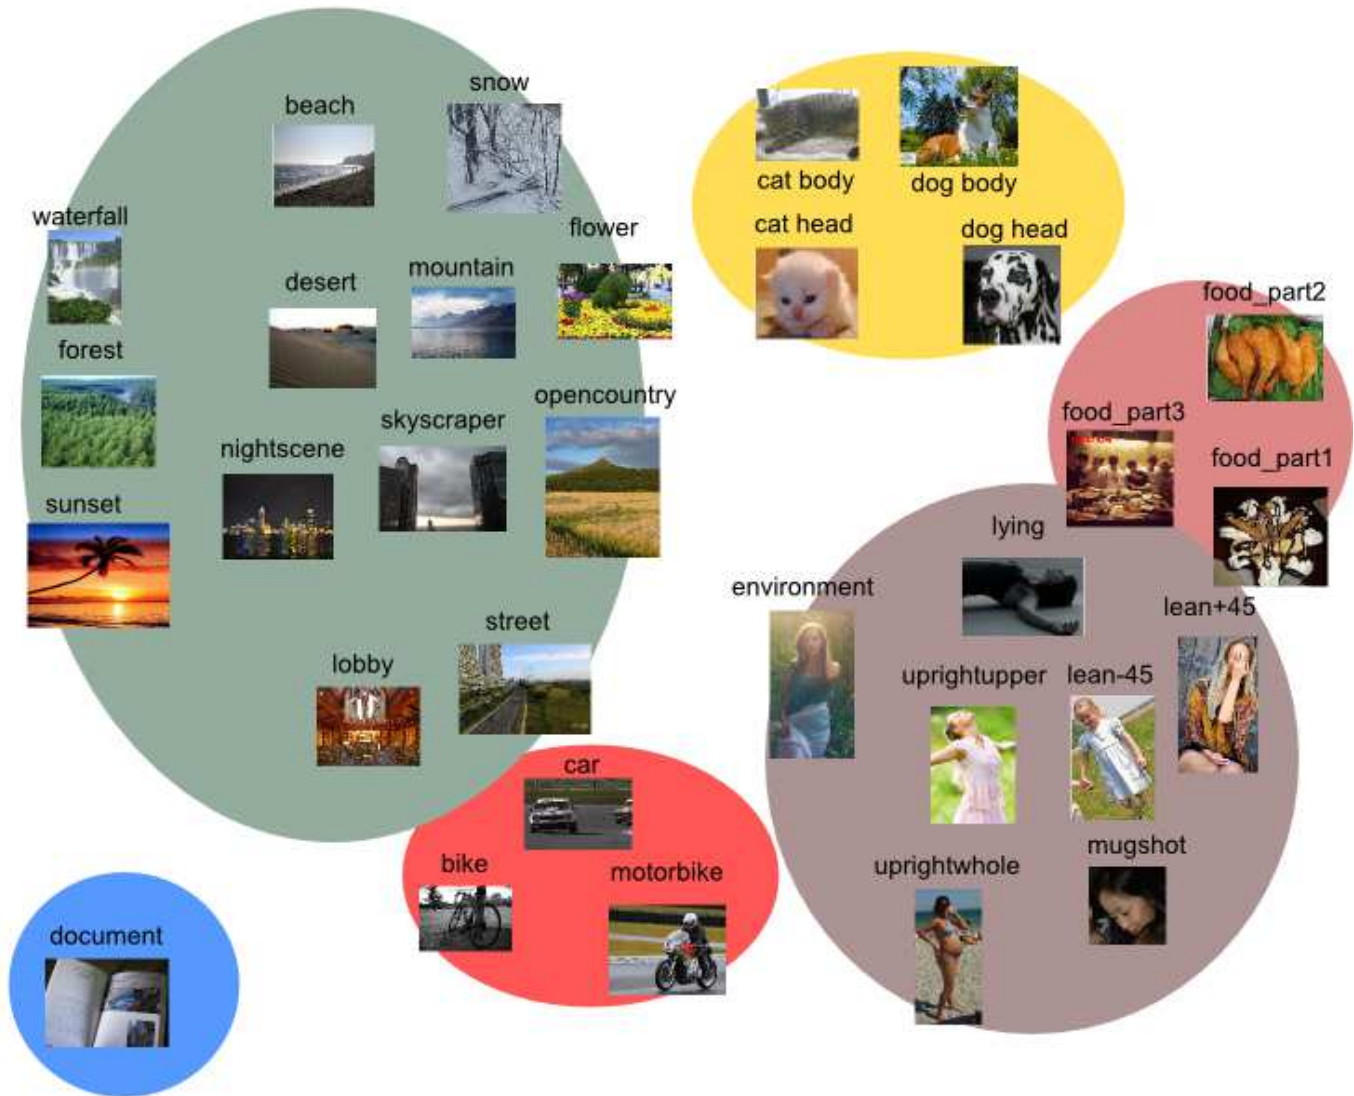 snow
beach
waterfall
flower
desert
mountain
forest
opencountry
skyscraper
nightscene
sunset
street
lobby
cat body
dog body
cat head
dog head
food_part2
food_part3
food_part1
lying
environment
lean+45
uprightupper
lean-45
mugshot
uprightwhole
car
bike
motorbike
document